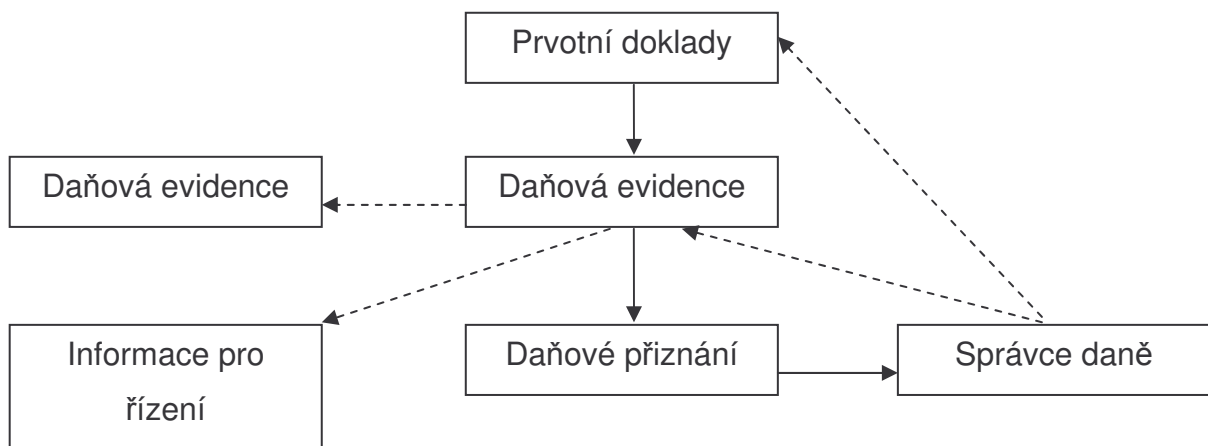 Prvotní doklady
Daňová evidence
Daňová evidence
Informace pro
řízení
Daňové přiznání
Správce daně